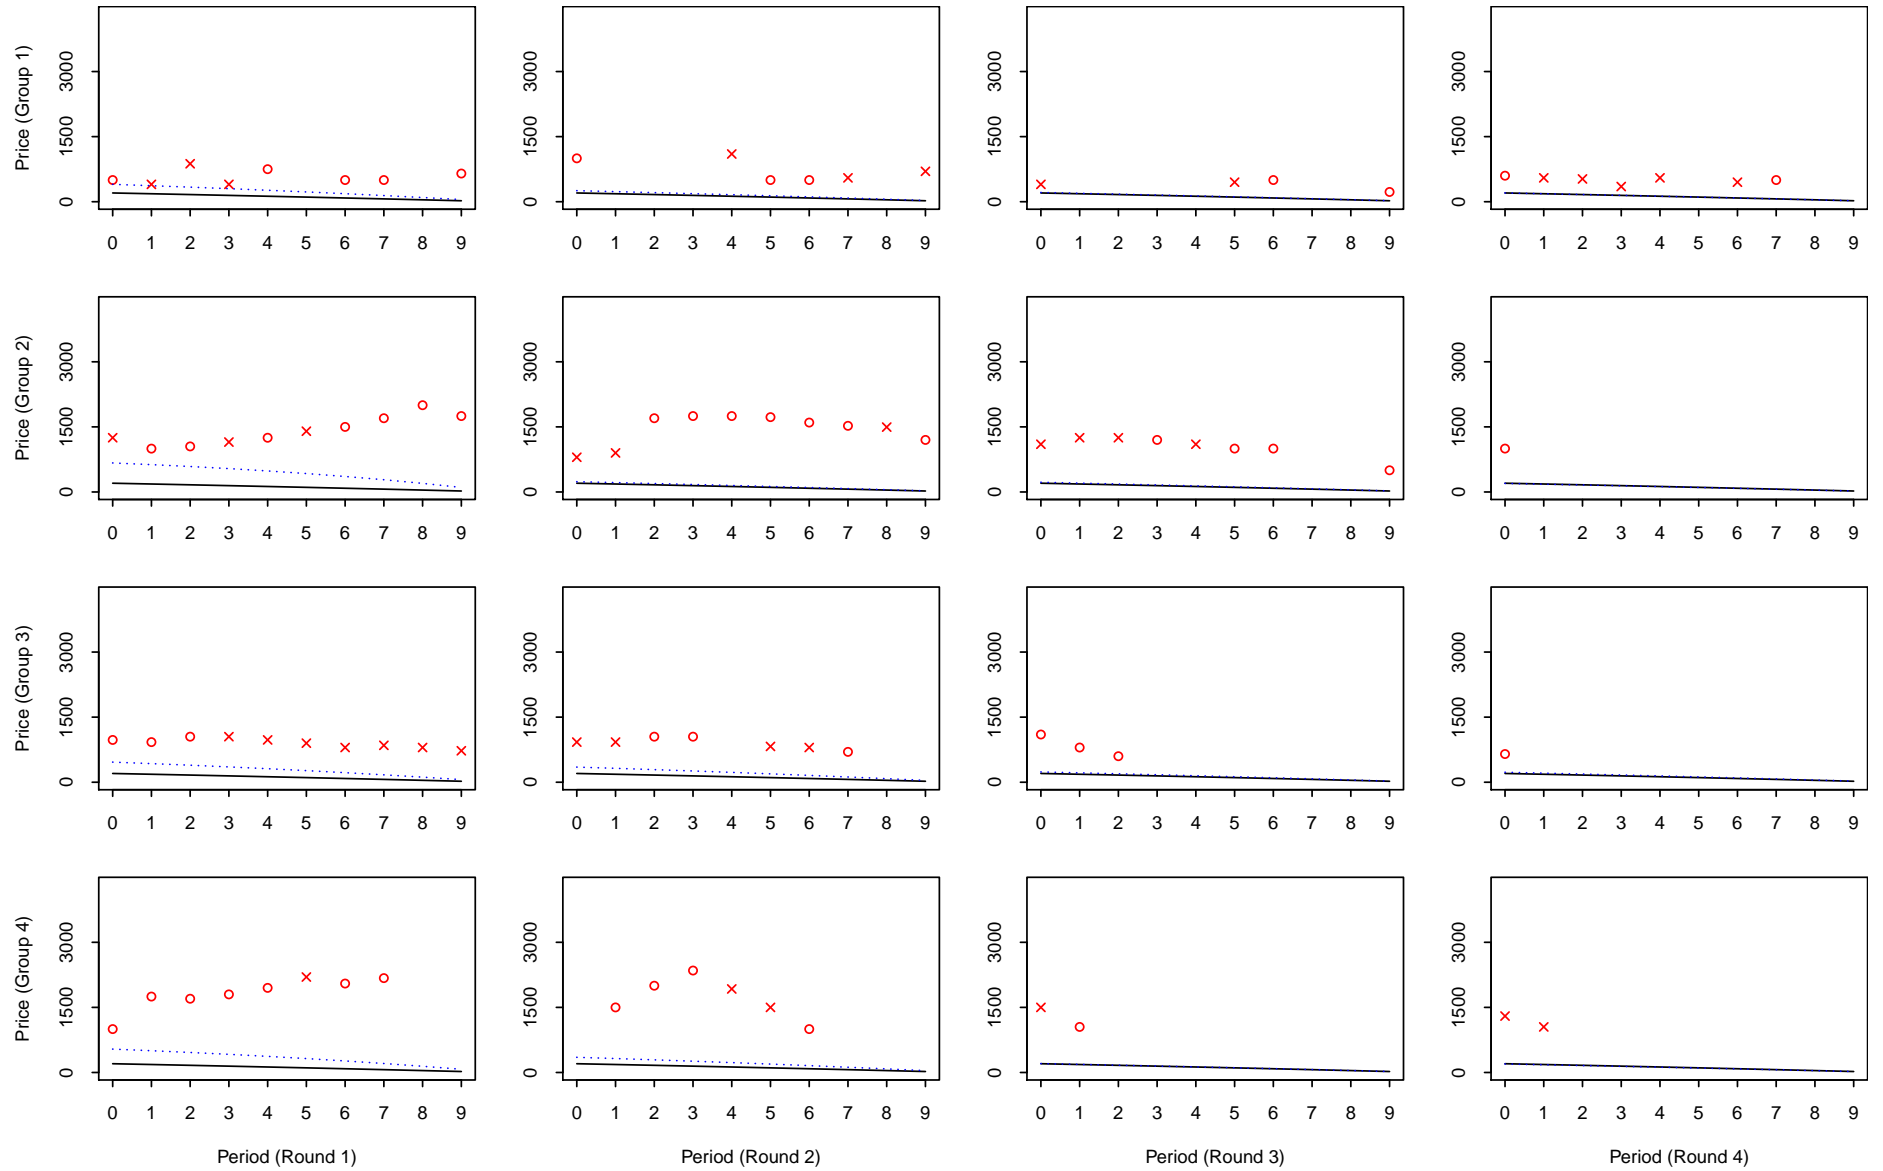 Price (Group 1)
0 1500 3000
0 1 2 3 4 5 6 7 8 9
0 1500 3000
0 1 2 3 4 5 6 7 8 9
0 1500 3000
0 1 2 3 4 5 6 7 8 9
0 1500 3000
0 1 2 3 4 5 6 7 8 9
Price (Group 2)
0 1500 3000
0 1 2 3 4 5 6 7 8 9
0 1500 3000
0 1 2 3 4 5 6 7 8 9
0 1500 3000
0 1 2 3 4 5 6 7 8 9
0 1500 3000
0 1 2 3 4 5 6 7 8 9
Price (Group 3)
0 1500 3000
0 1 2 3 4 5 6 7 8 9
0 1500 3000
0 1 2 3 4 5 6 7 8 9
0 1500 3000
0 1 2 3 4 5 6 7 8 9
0 1500 3000
0 1 2 3 4 5 6 7 8 9
Price (Group 4)
0 1500 3000
0 1 2 3 4 5 6 7 8 9
Period (Round 1)
0 1500 3000
0 1 2 3 4 5 6 7 8 9
Period (Round 2)
0 1500 3000
0 1 2 3 4 5 6 7 8 9
Period (Round 3)
0 1500 3000
0 1 2 3 4 5 6 7 8 9
Period (Round 4)